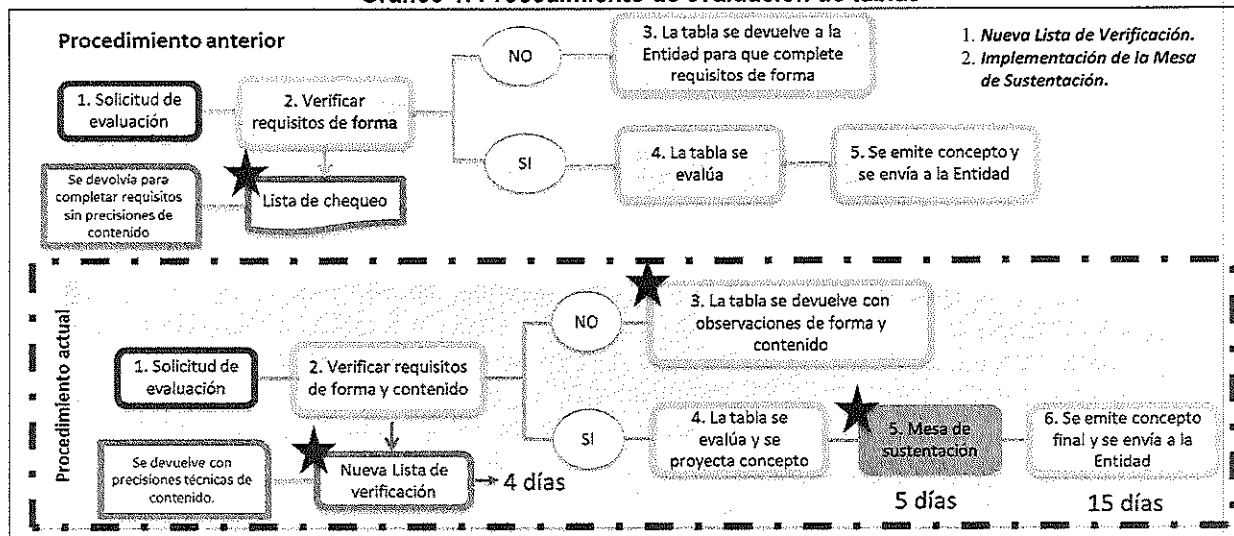 Procedimiento anterior
1. Solicitud de
evaluación
2. Verificar
requisitos de forma
NO
3. La tabla se devuelve a la
Entidad para que complete
requisitos de forma
1. Nueva Lista de Verificación.
2. Implementación de la Mesa
de Sustentación.
SI
4. La tabla se
evalúa
5. Se emite concepto y
se envía a la Entidad
Se devolvía para
completar requisitos
sin precisiones de
contenido
Lista de chequeo
Procedimiento actual
1. Solicitud de
evaluación
2. Verificar requisitos
de forma y contenido
NO
3. La tabla se devuelve con
observaciones de forma y
contenido
SI
4. La tabla se
evalúa y se
proyecta concepto
5. Mesa de
sustentación
6. Se emite concepto
final y se envía a la
Entidad
Se devuelve con
precisiones técnicas de
contenido.
Nueva Lista de
verificación
4 días
5 días
15 días